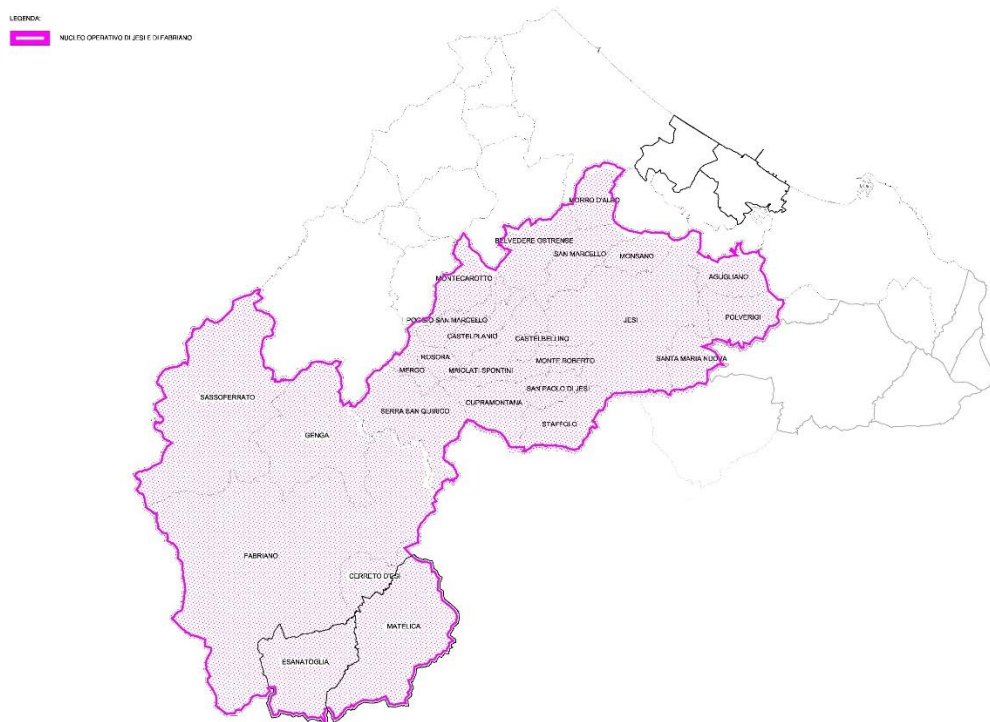 LEGENDA:
NUCLEO OPERATIVO DI JESI E DI FABRIANO
MORRO D'ALBO
BELVEDERE OSTRENSE
SAN MARCELLO
MONSANO
MONTECAROTTO
AGUGLIANO
POGGIO SAN MARCELLO
JESI
POLVERIGI
CASTELPLANIO
CASTELBELLINO
ROSORA
MERGO
MONTE ROBERTO
SANTA MARIA NUOVA
MAIOLATI SPONTINI
SAN PAOLO DI JESI
SASSOFERRATO
CUPRAMONTANA
SERRA SAN QUIRICO
STAFFOLO
GENGA
FABRIANO
CERRETO D'ESI
MATELICA
ESANATOGLIA